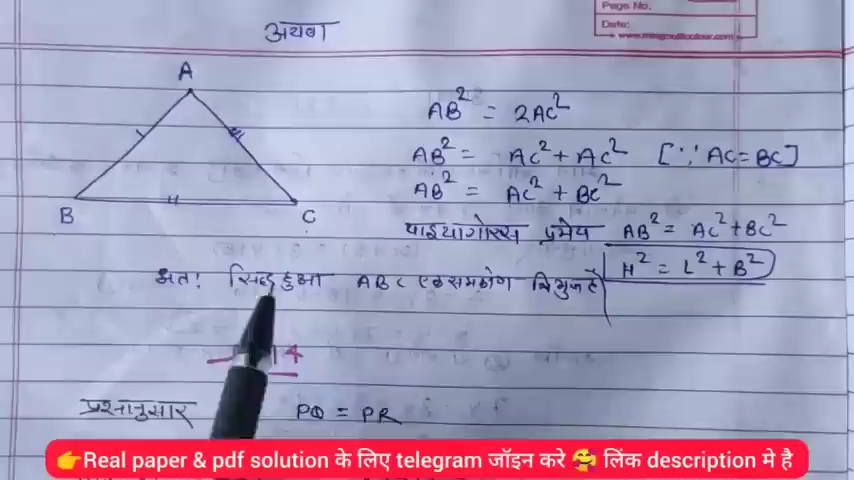 Page No.
Date:
अथवा
A
B
C
AB² = 2AC²
AB² = AC² + AC² [∵ AC = BC]
AB² = AC² + BC²
पाइथागोरस प्रमेय AB² = AC² + BC²
H² = L² + B²
अतः सिद्ध हुआ ABC एक समकोण त्रिभुज है
14
प्रश्नानुसार PQ = PR
👉Real paper & pdf solution के लिए telegram जॉइन करे 🥰 लिंक description मे है